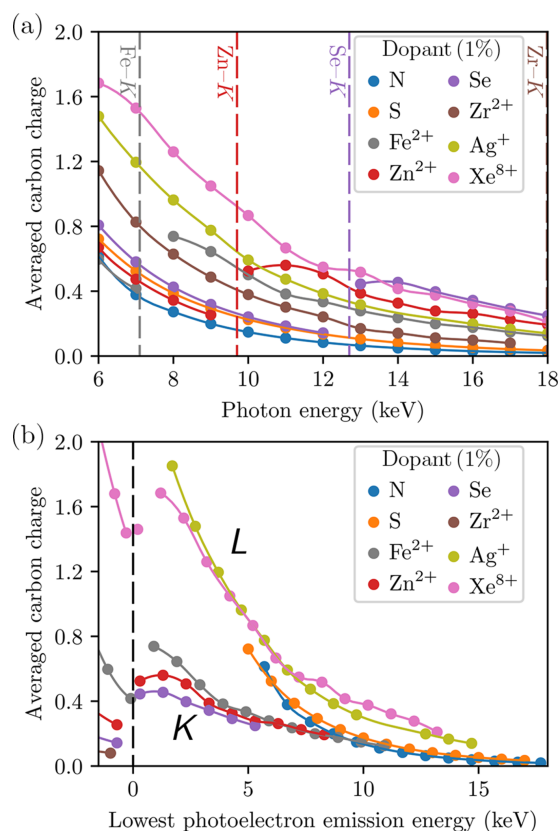 (a)
2.0
1.6
1.2
0.8
0.4
0.0
Averaged carbon charge
Fe–K
Zn–K
Se–K
Zr–K
Dopant (1%)
N
S
Fe²⁺
Zn²⁺
Se
Zr²⁺
Ag⁺
Xe⁸⁺
6 8 10 12 14 16 18
Photon energy (keV)
(b)
2.0
1.6
1.2
0.8
0.4
0.0
Averaged carbon charge
L
K
Dopant (1%)
N
S
Fe²⁺
Zn²⁺
Se
Zr²⁺
Ag⁺
Xe⁸⁺
0 5 10 15
Lowest photoelectron emission energy (keV)